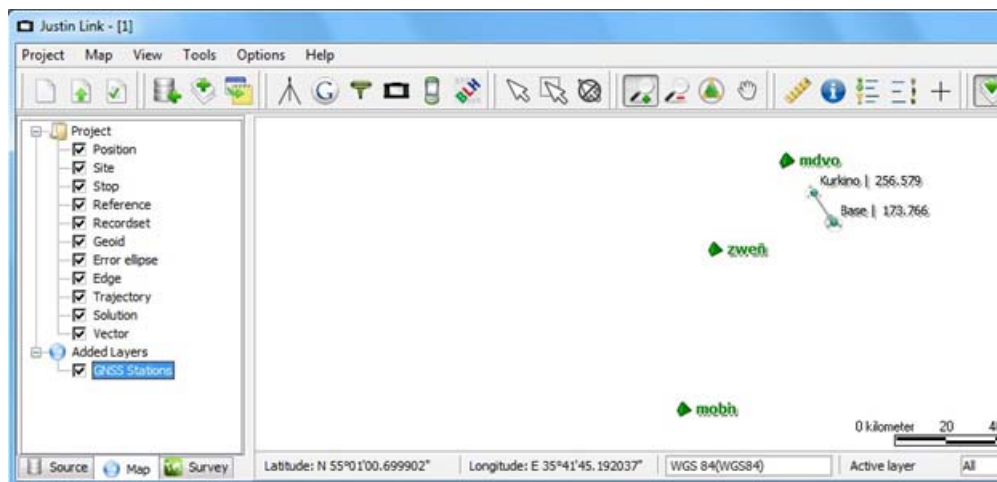 Justin Link - [1]
Project Map View Tools Options Help
Project
Position
Site
Stop
Reference
Recordset
Geoid
Error ellipse
Edge
Trajectory
Solution
Vector
Added Layers
GNSS Stations
mdvo
Kurkino | 256.579
Base | 173.766
zweñ
mobn
0 kilometer 20
Source Map Survey
Latitude: N 55°01'00.699902" Longitude: E 35°41'45.192037" WGS 84(WGS84) Active layer All